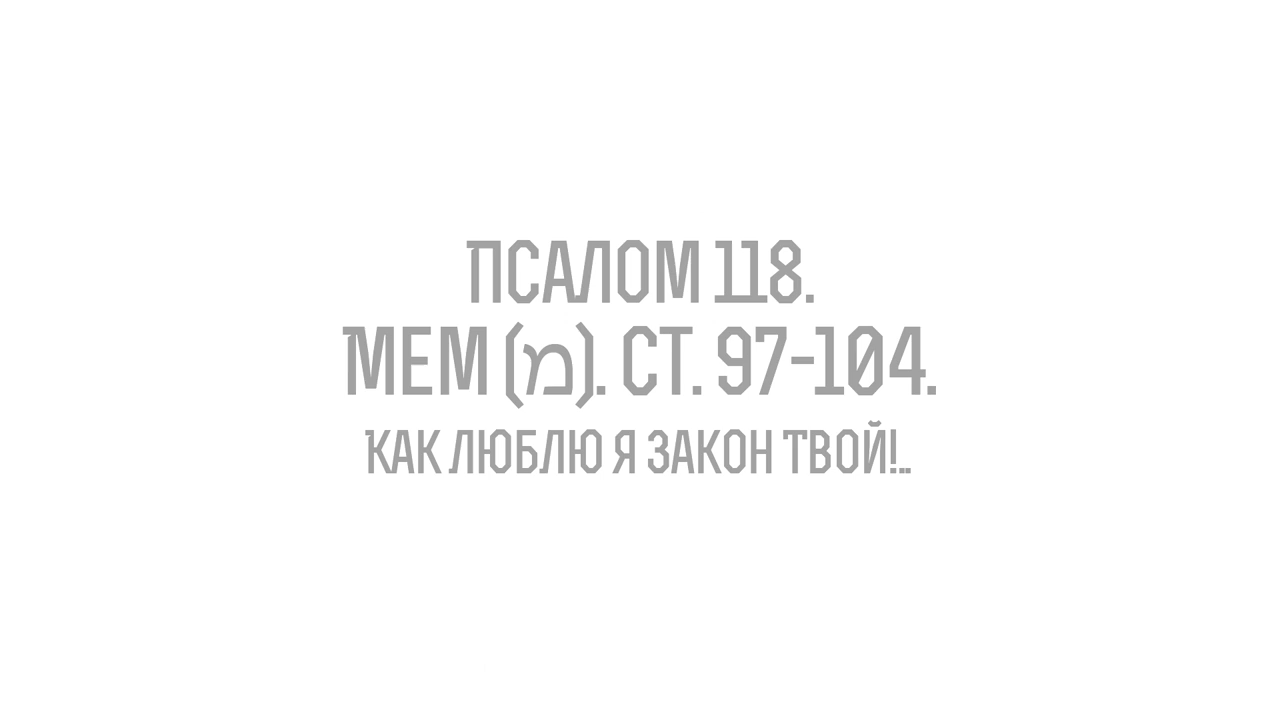 ПСАЛОМ 118.
МЕМ (מ). СТ. 97-104.
КАК ЛЮБЛЮ Я ЗАКОН ТВОЙ!..